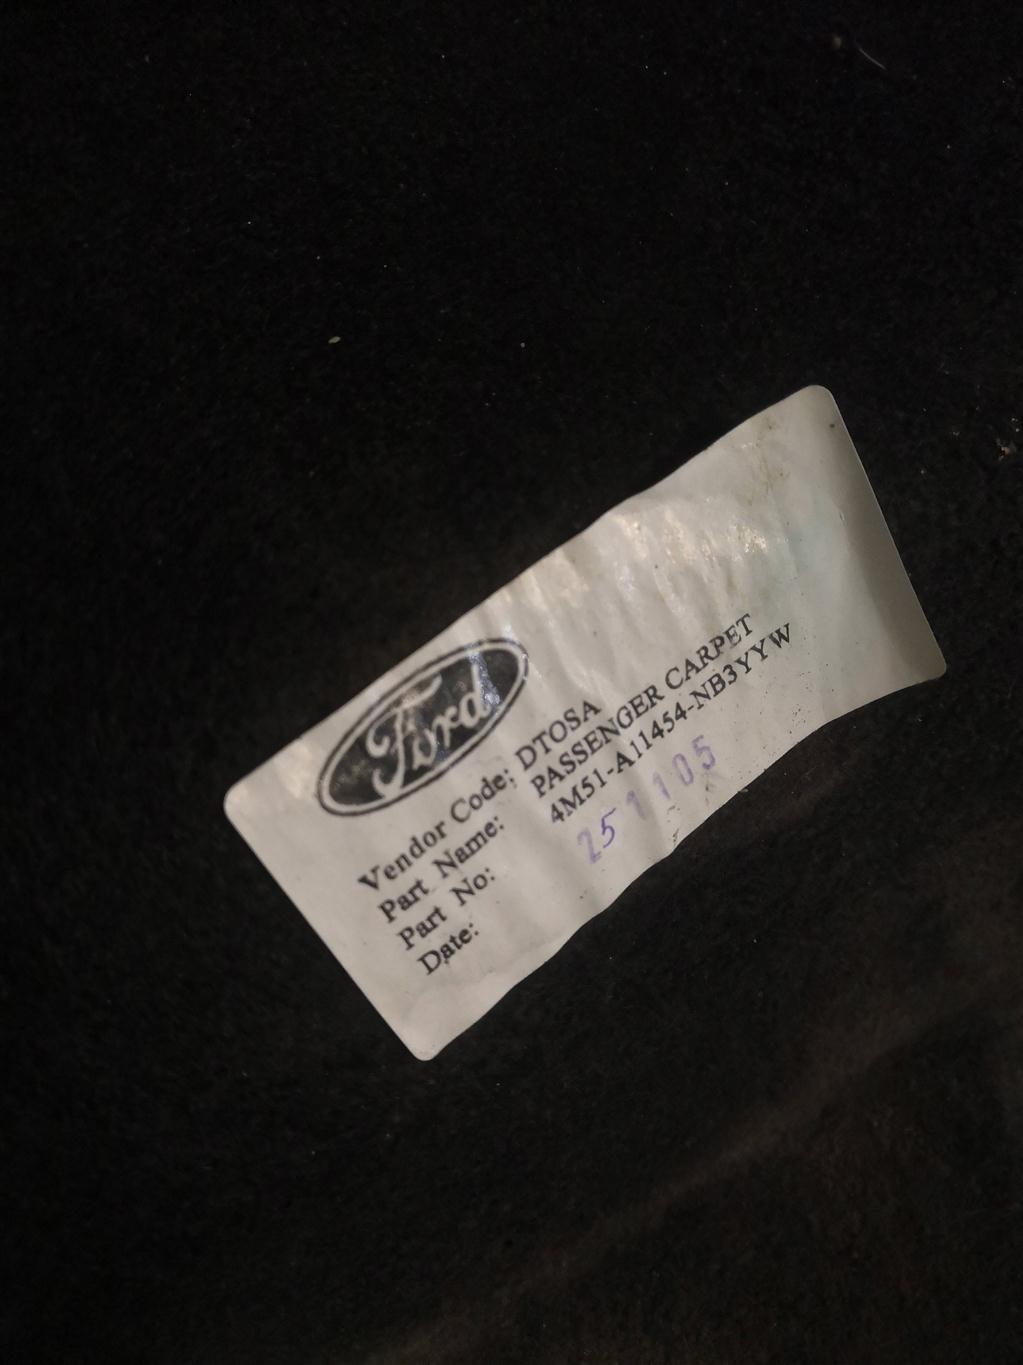 Ford
Vendor Code: DTOSA
Part Name: PASSENGER CARPET
Part No: 4M51-A11454-NB3YYW
Date: 251105